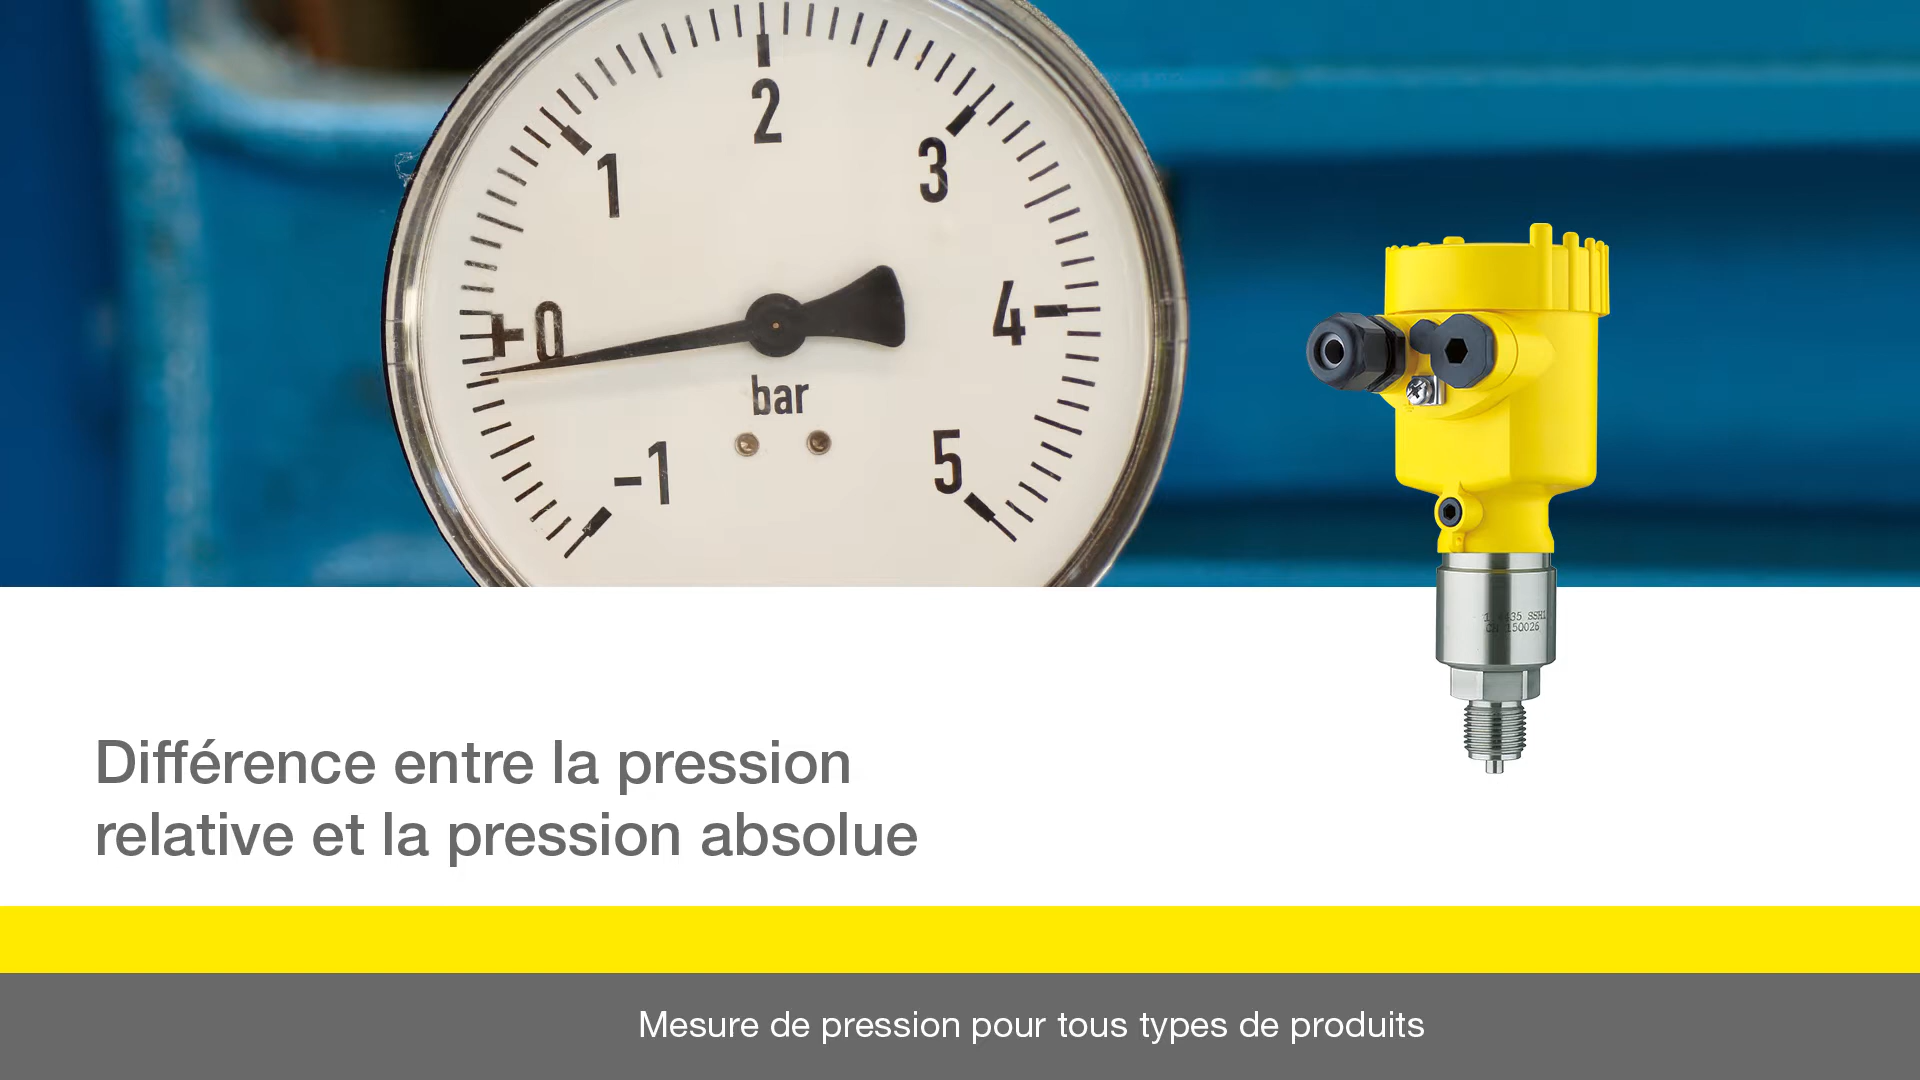 2
1
3
0
4
bar
-1
5
Différence entre la pression
relative et la pression absolue
Mesure de pression pour tous types de produits